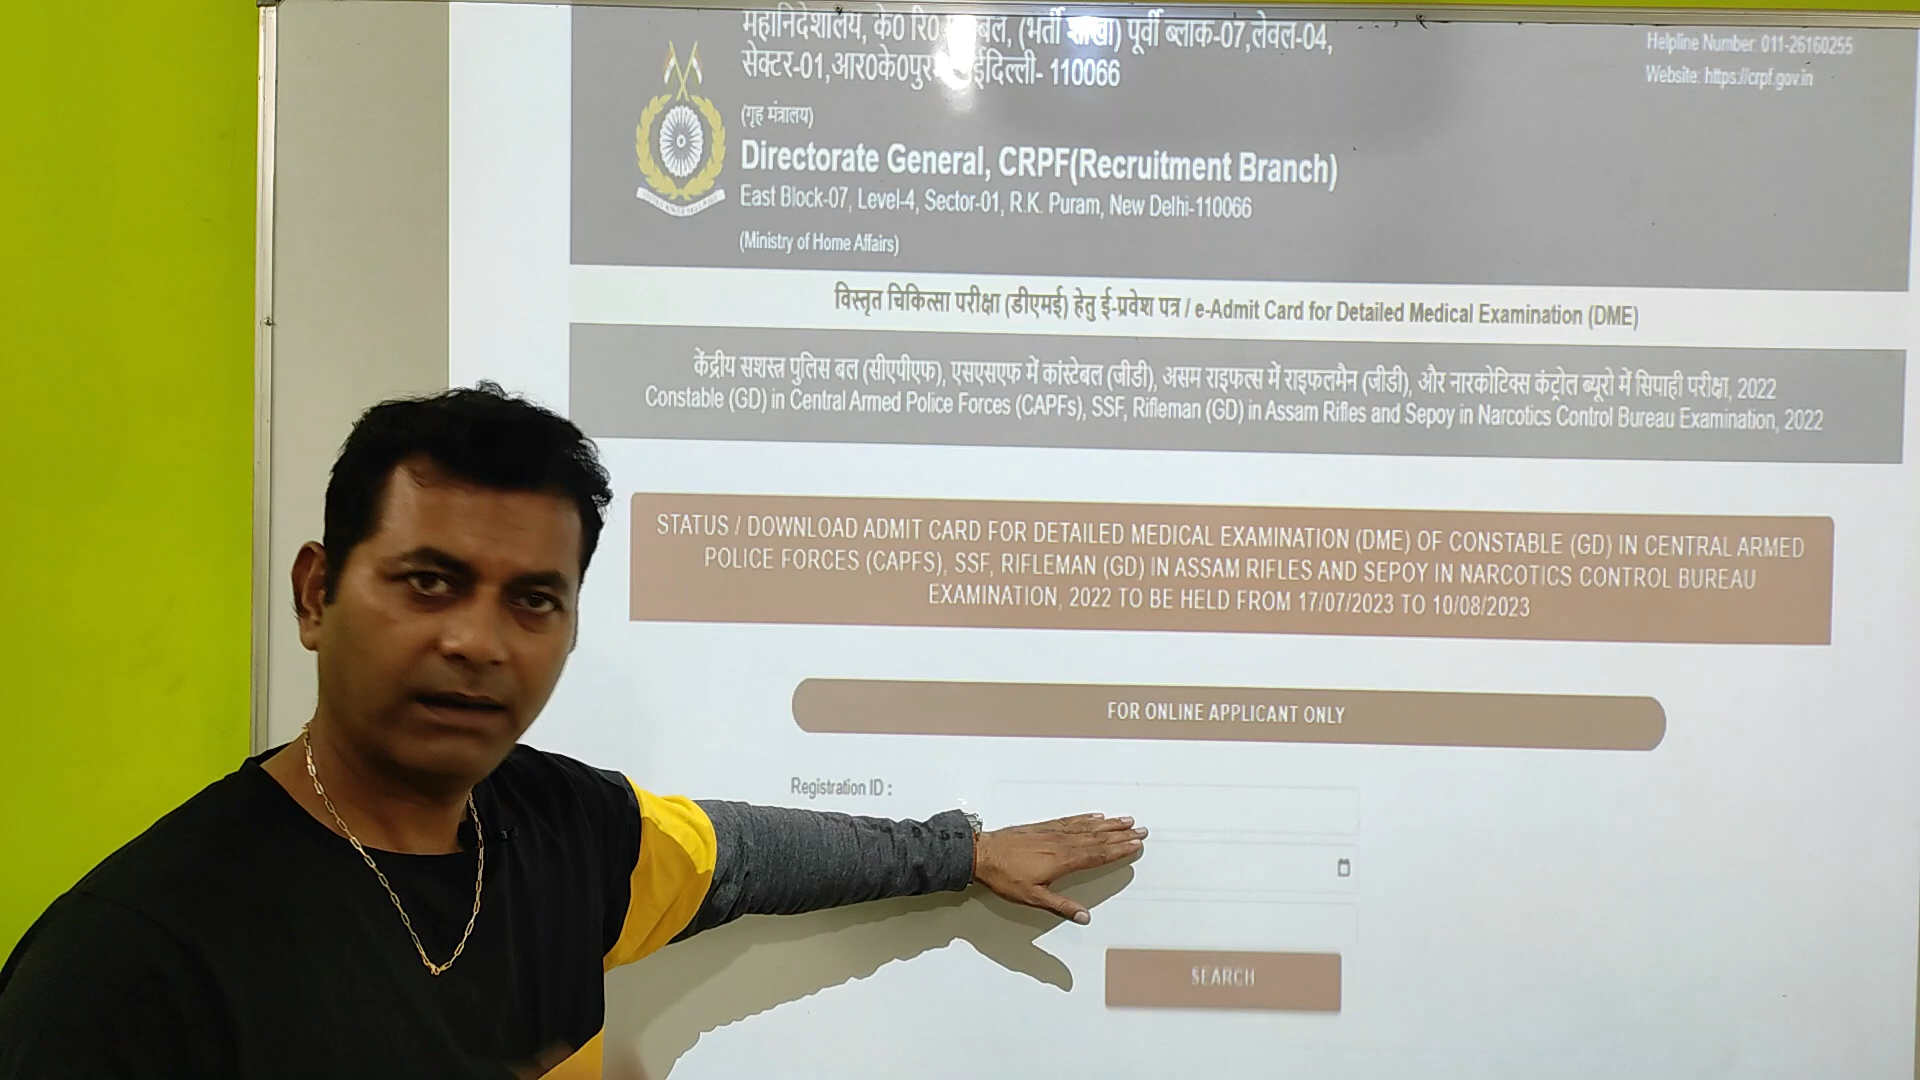 महानिदेशालय, के0 रि0 बल, (भर्ती शाखा) पूर्वी ब्लाक-07,लेवल-04,
सेक्टर-01,आर0के0पुर ईदिल्ली- 110066
(गृह मंत्रालय)
Directorate General, CRPF(Recruitment Branch)
East Block-07, Level-4, Sector-01, R.K. Puram, New Delhi-110066
(Ministry of Home Affairs)
Helpline Number: 011-26160255
Website: https://crpf.gov.in
विस्तृत चिकित्सा परीक्षा (डीएमई) हेतु ई-प्रवेश पत्र / e-Admit Card for Detailed Medical Examination (DME)
केंद्रीय सशस्त्र पुलिस बल (सीएपीएफ), एसएसएफ में कांस्टेबल (जीडी), असम राइफल्स में राइफलमैन (जीडी), और नारकोटिक्स कंट्रोल ब्यूरो में सिपाही परीक्षा, 2022
Constable (GD) in Central Armed Police Forces (CAPFs), SSF, Rifleman (GD) in Assam Rifles and Sepoy in Narcotics Control Bureau Examination, 2022
STATUS / DOWNLOAD ADMIT CARD FOR DETAILED MEDICAL EXAMINATION (DME) OF CONSTABLE (GD) IN CENTRAL ARMED
POLICE FORCES (CAPFS), SSF, RIFLEMAN (GD) IN ASSAM RIFLES AND SEPOY IN NARCOTICS CONTROL BUREAU
EXAMINATION, 2022 TO BE HELD FROM 17/07/2023 TO 10/08/2023
FOR ONLINE APPLICANT ONLY
Registration ID :
SEARCH